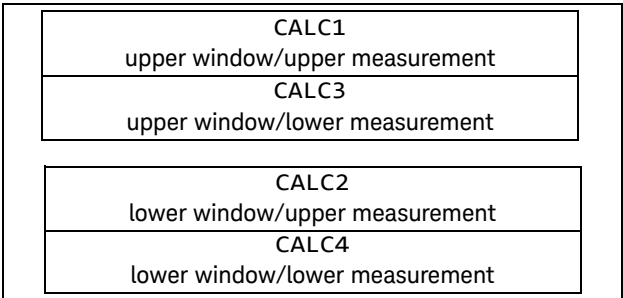 CALC1
upper window/upper measurement
CALC3
upper window/lower measurement
CALC2
lower window/upper measurement
CALC4
lower window/lower measurement